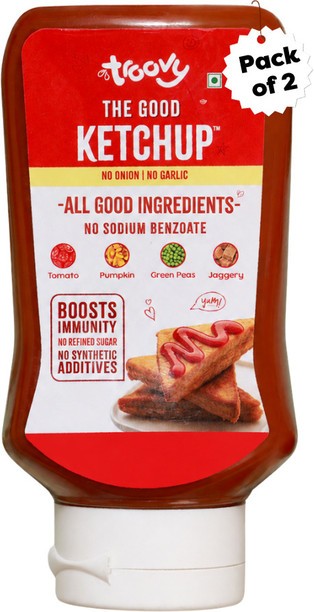 troovy
Pack
of 2
THE GOOD
KETCHUP™
NO ONION | NO GARLIC
-ALL GOOD INGREDIENTS-
NO SODIUM BENZOATE
Tomato Pumpkin Green Peas Jaggery
BOOSTS
IMMUNITY
NO REFINED SUGAR
NO SYNTHETIC
ADDITIVES
yumm!